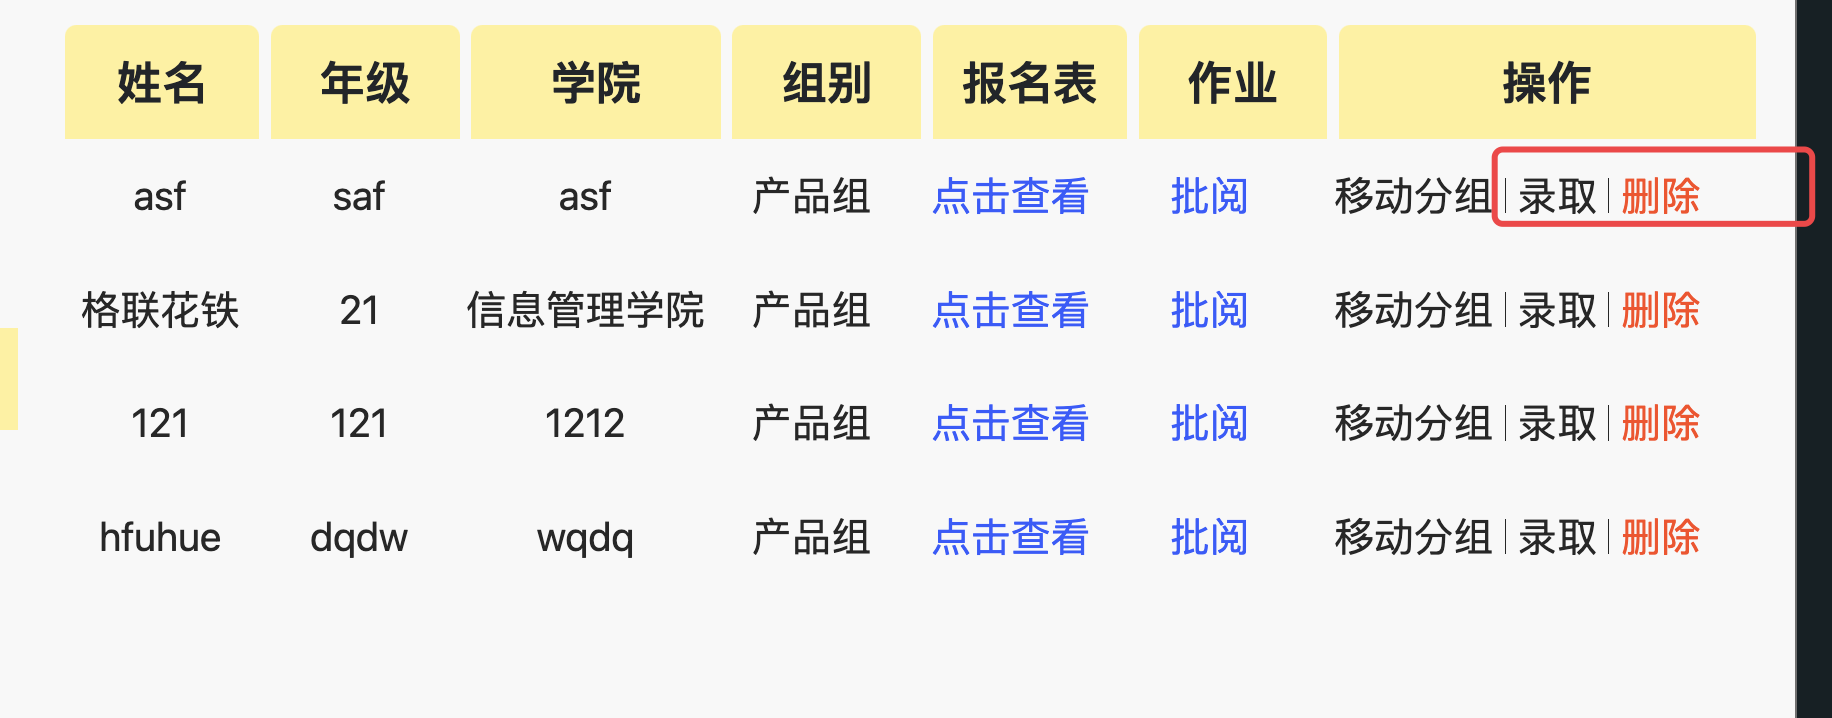 姓名 年级 学院 组别 报名表 作业 操作
asf saf asf 产品组 点击查看 批阅 移动分组 | 录取 | 删除
格联花铁 21 信息管理学院 产品组 点击查看 批阅 移动分组 | 录取 | 删除
121 121 1212 产品组 点击查看 批阅 移动分组 | 录取 | 删除
hfuhue dqdw wqdq 产品组 点击查看 批阅 移动分组 | 录取 | 删除